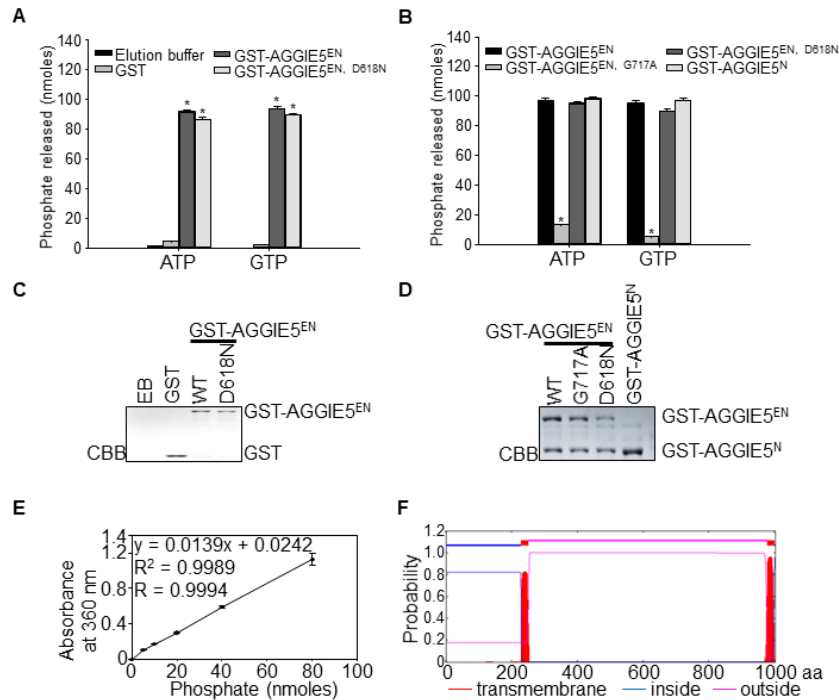 A
Phosphate released (nmoles)
140
120
100
80
60
40
20
0
Elution buffer
GST
GST-AGGIE5EN
GST-AGGIE5EN, D618N
*
*
*
*
ATP
GTP
B
Phosphate released (nmoles)
140
120
100
80
60
40
20
0
GST-AGGIE5EN
GST-AGGIE5EN, G717A
GST-AGGIE5EN, D618N
GST-AGGIE5N
*
*
ATP
GTP
C
GST-AGGIE5EN
EB
GST
WT
D618N
GST-AGGIE5EN
CBB
GST
D
GST-AGGIE5EN
WT
G717A
D618N
GST-AGGIE5N
GST-AGGIE5EN
CBB
GST-AGGIE5N
E
Absorbance
at 360 nm
1.4
1.2
0.8
0.4
0
y = 0.0139x + 0.0242
R2 = 0.9989
R = 0.9994
0 20 40 60 80 100
Phosphate (nmoles)
F
Probability
1.2
1.0
0.8
0.6
0.4
0.2
0
0 200 400 600 800 1000 aa
transmembrane inside outside